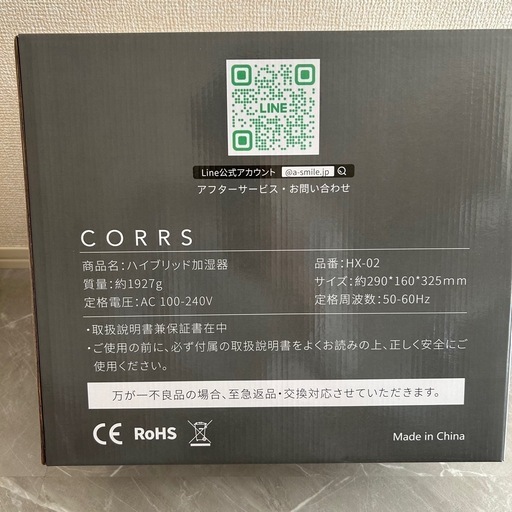 LINE
Line公式アカウント @a-smile.jp
アフターサービス・お問い合わせ
CORRS
商品名：ハイブリッド加湿器 品番：HX-02
質量：約1927g サイズ：約290*160*325mm
定格電圧：AC 100-240V 定格周波数：50-60Hz
・取扱説明書兼保証書在中
・ご使用の前に、必ず付属の取扱説明書をよくお読みの上、正しく安全にご
使用ください。
万が一不良品の場合、至急返品・交換対応させていただきます。
CE RoHS Made in China